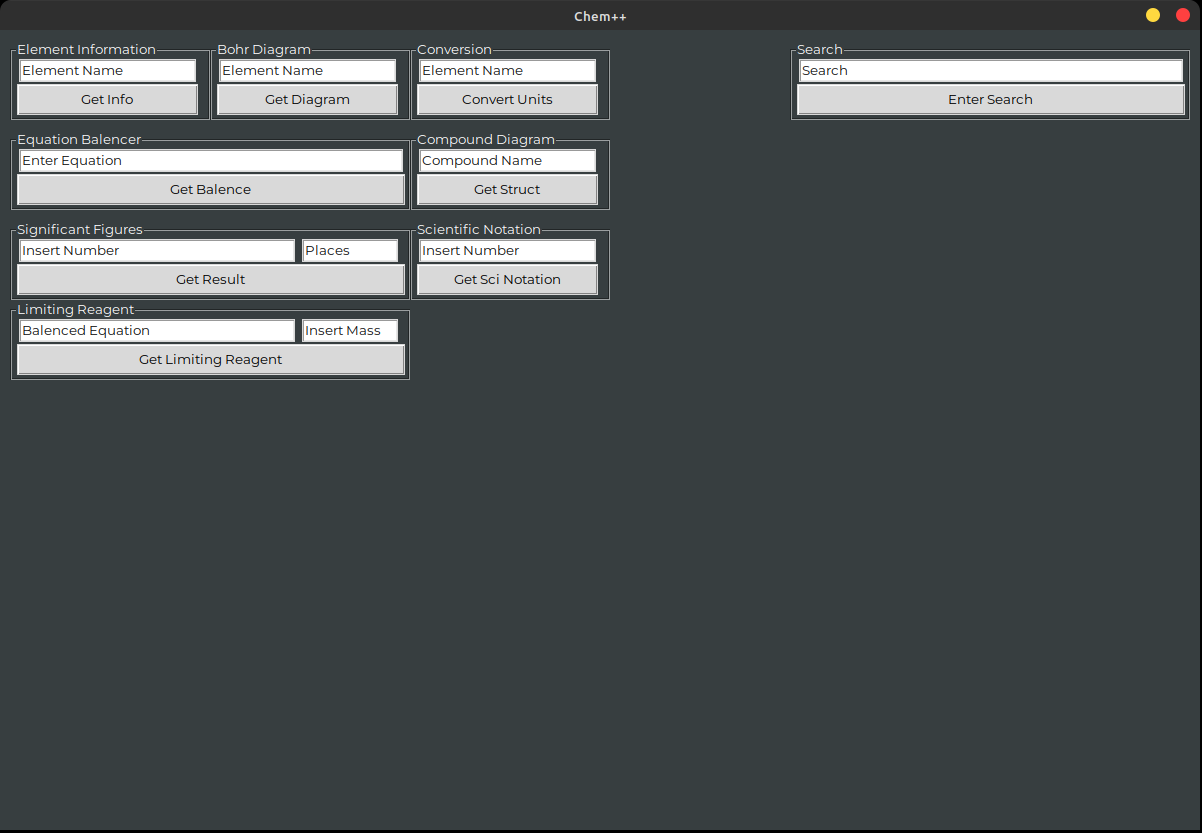 Chem++
Element Information
Element Name
Get Info
Bohr Diagram
Element Name
Get Diagram
Conversion
Element Name
Convert Units
Search
Search
Enter Search
Equation Balencer
Enter Equation
Get Balence
Compound Diagram
Compound Name
Get Struct
Significant Figures
Insert Number
Places
Get Result
Scientific Notation
Insert Number
Get Sci Notation
Limiting Reagent
Balenced Equation
Insert Mass
Get Limiting Reagent